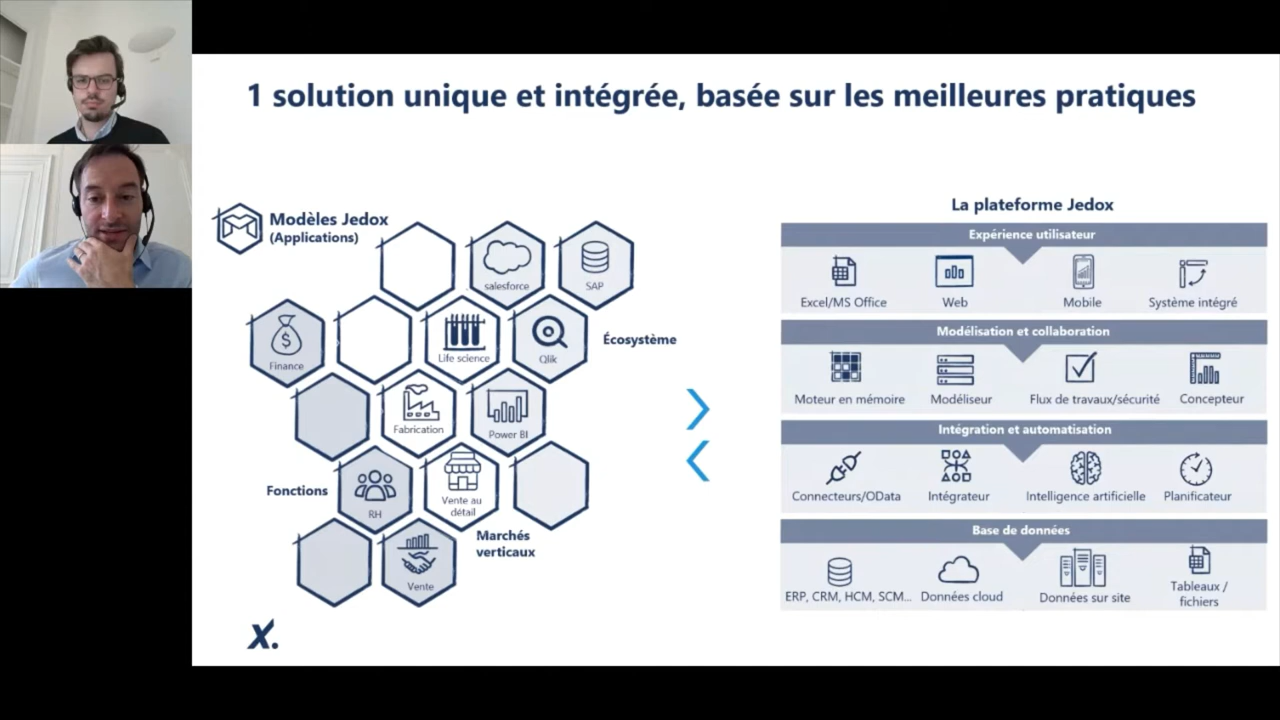 1 solution unique et intégrée, basée sur les meilleures pratiques
Modèles Jedox
(Applications)
salesforce
SAP
Finance
Life science
Qlik
Écosystème
Fabrication
Power BI
Fonctions
RH
Vente au
détail
Marchés
verticaux
Vente
X.
La plateforme Jedox
Expérience utilisateur
Excel/MS Office
Web
Mobile
Système intégré
Modélisation et collaboration
Moteur en mémoire
Modéliseur
Flux de travaux/sécurité
Concepteur
Intégration et automatisation
Connecteurs/OData
Intégrateur
Intelligence artificielle
Planificateur
Base de données
ERP, CRM, HCM, SCM...
Données cloud
Données sur site
Tableaux /
fichiers